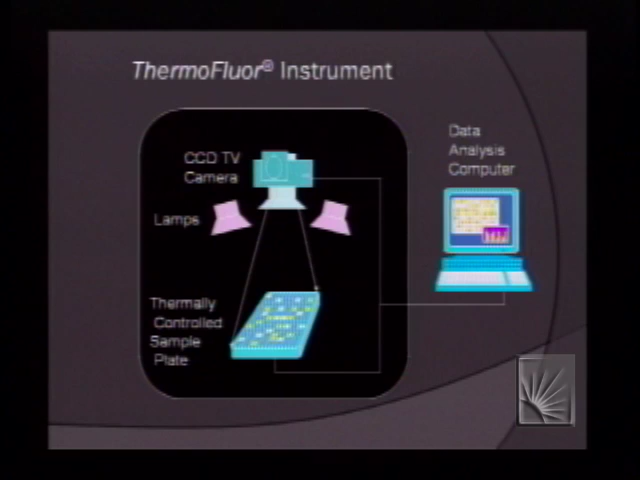 ThermoFluor® Instrument
Data
Analysis
Computer
CCD TV
Camera
Lamps
Thermally
Controlled
Sample
Plate